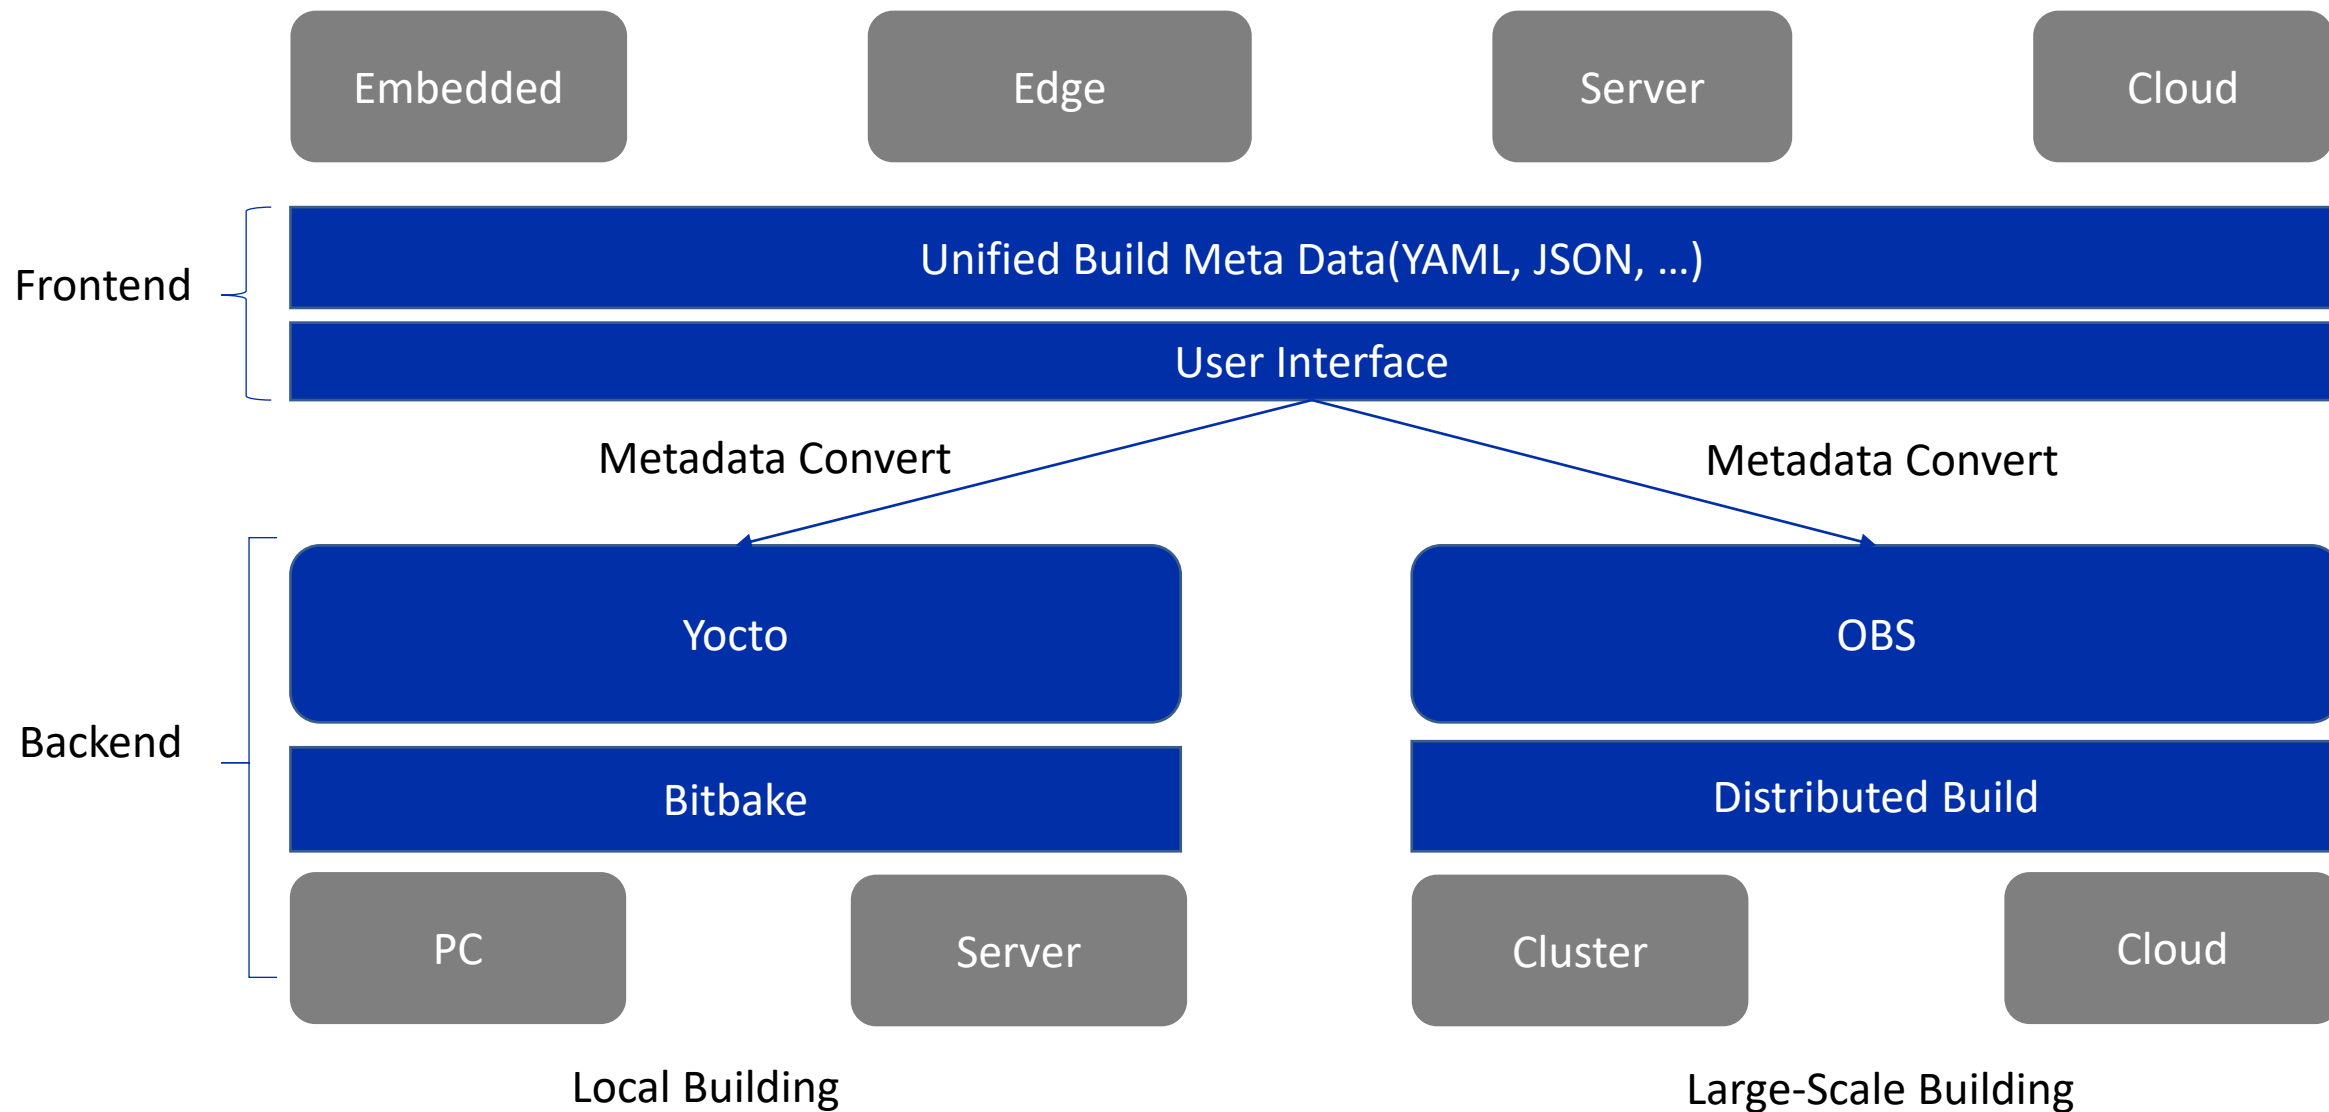 Embedded
Edge
Server
Cloud
Frontend
Unified Build Meta Data(YAML, JSON, ...)
User Interface
Metadata Convert
Metadata Convert
Backend
Yocto
OBS
Bitbake
Distributed Build
PC
Server
Cluster
Cloud
Local Building
Large-Scale Building